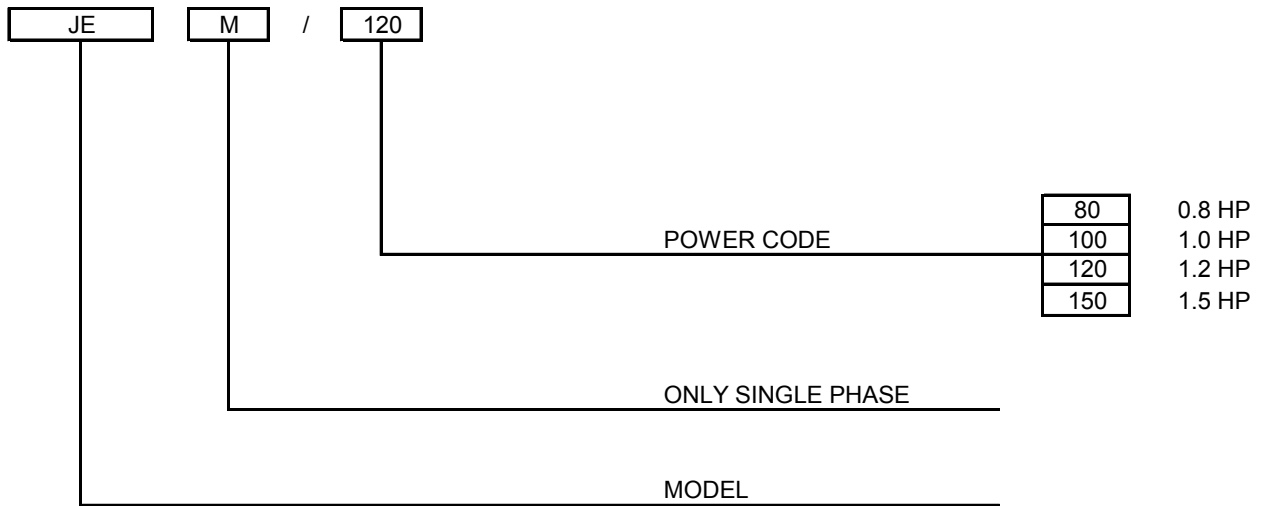 JE M / 120
80 0.8 HP
POWER CODE 100 1.0 HP
120 1.2 HP
150 1.5 HP
ONLY SINGLE PHASE
MODEL